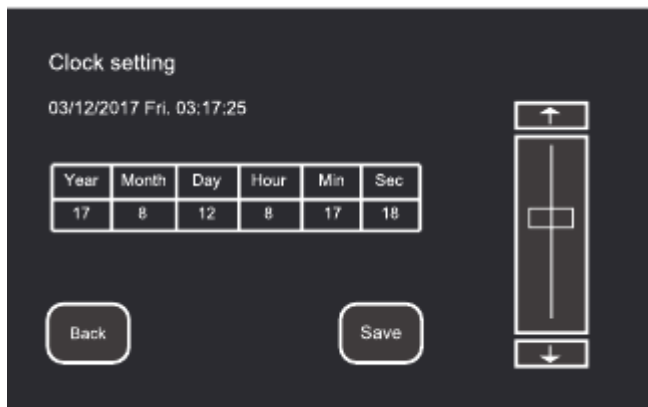 Clock setting
03/12/2017 Fri. 03:17:25
Year Month Day Hour Min Sec
17 8 12 8 17 18
Back Save